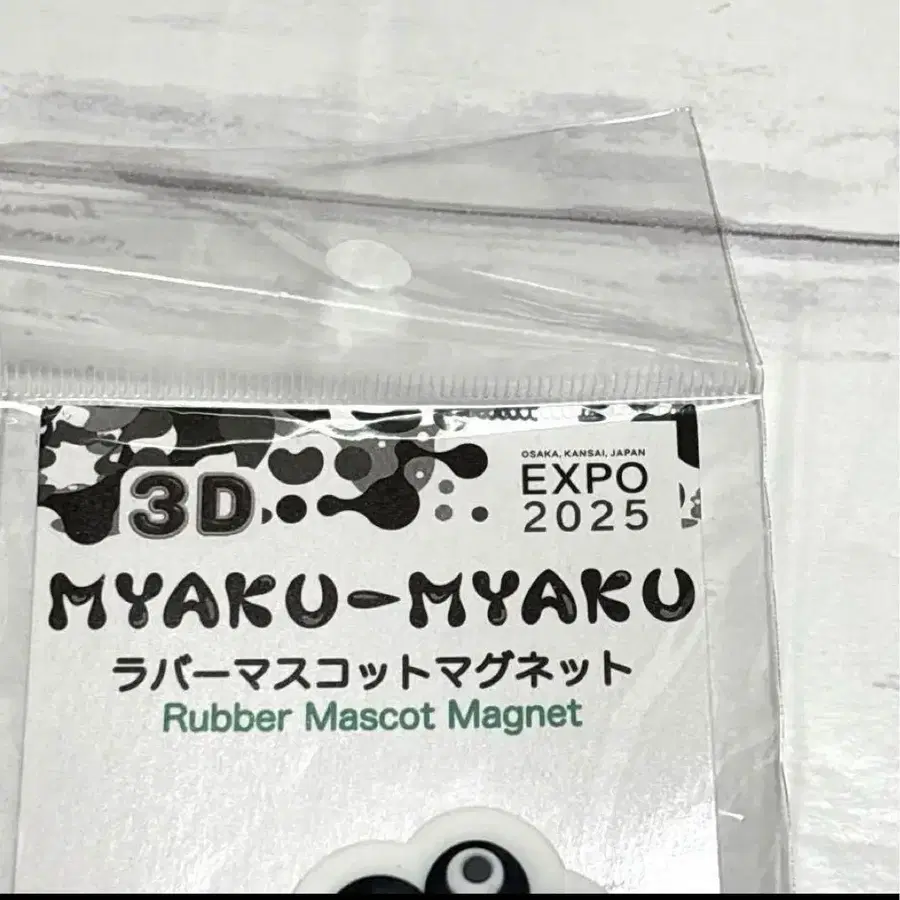 3D
OSAKA, KANSAI, JAPAN
EXPO
2025
MYAKU-MYAKU
ラバーマスコットマグネット
Rubber Mascot Magnet